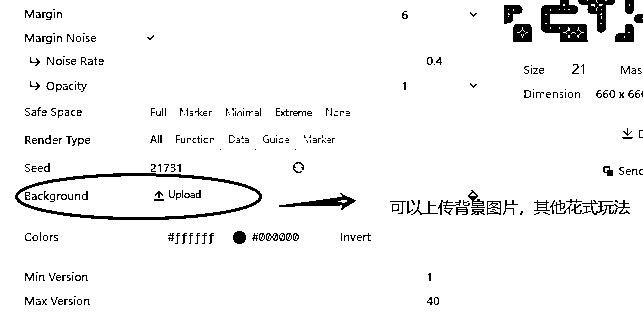 Margin 6
Margin Noise
Noise Rate 0.4
Opacity 1
Size 21 Mas
Dimension 660 x 66
Safe Space Full Marker Minimal Extreme None
Render Type All Function Data Guide Marker
Seed 21731
Send
Background Upload
可以上传背景图片，其他花式玩法
Colors #ffffff #000000 Invert
Min Version 1
Max Version 40